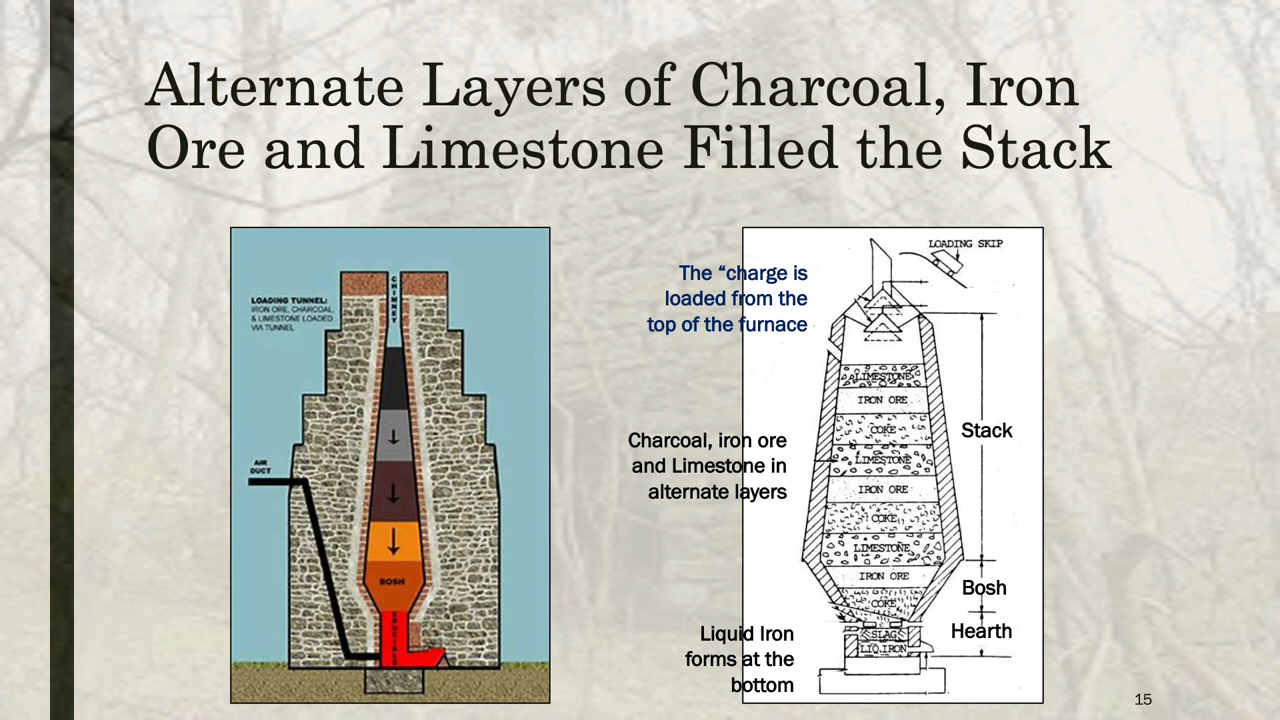 Alternate Layers of Charcoal, Iron
Ore and Limestone Filled the Stack
CHIMNEY
LOADING TUNNEL:
IRON ORE, CHARCOAL,
& LIMESTONE LOADED
VIA TUNNEL
AIR
DUCT
BOSH
CRUCIBLE
The “charge is
loaded from the
top of the furnace
Charcoal, iron ore
and Limestone in
alternate layers
Liquid Iron
forms at the
bottom
LOADING SKIP
LIMESTONE
IRON ORE
COKE
LIMESTONE
IRON ORE
COKE
LIMESTONE
IRON ORE
COKE
SLAG
LIQ.IRON
Stack
Bosh
Hearth
15